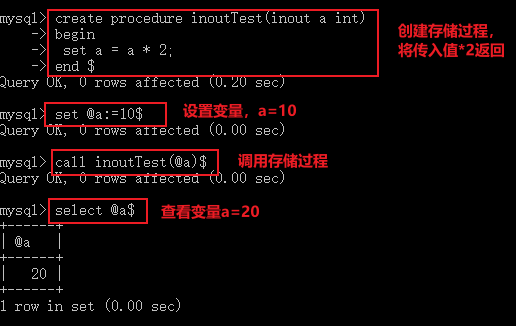 mysql> create procedure inoutTest(inout a int)
    -> begin
    ->  set a = a * 2;
    -> end $
创建存储过程，
将传入值*2返回
Query OK, 0 rows affected (0.20 sec)
mysql> set @a:=10$
设置变量，a=10
Query OK, 0 rows affected (0.00 sec)
mysql> call inoutTest(@a)$
调用存储过程
Query OK, 0 rows affected (0.00 sec)
mysql> select @a$
查看变量a=20
+------+
| @a   |
+------+
|   20 |
+------+
1 row in set (0.00 sec)